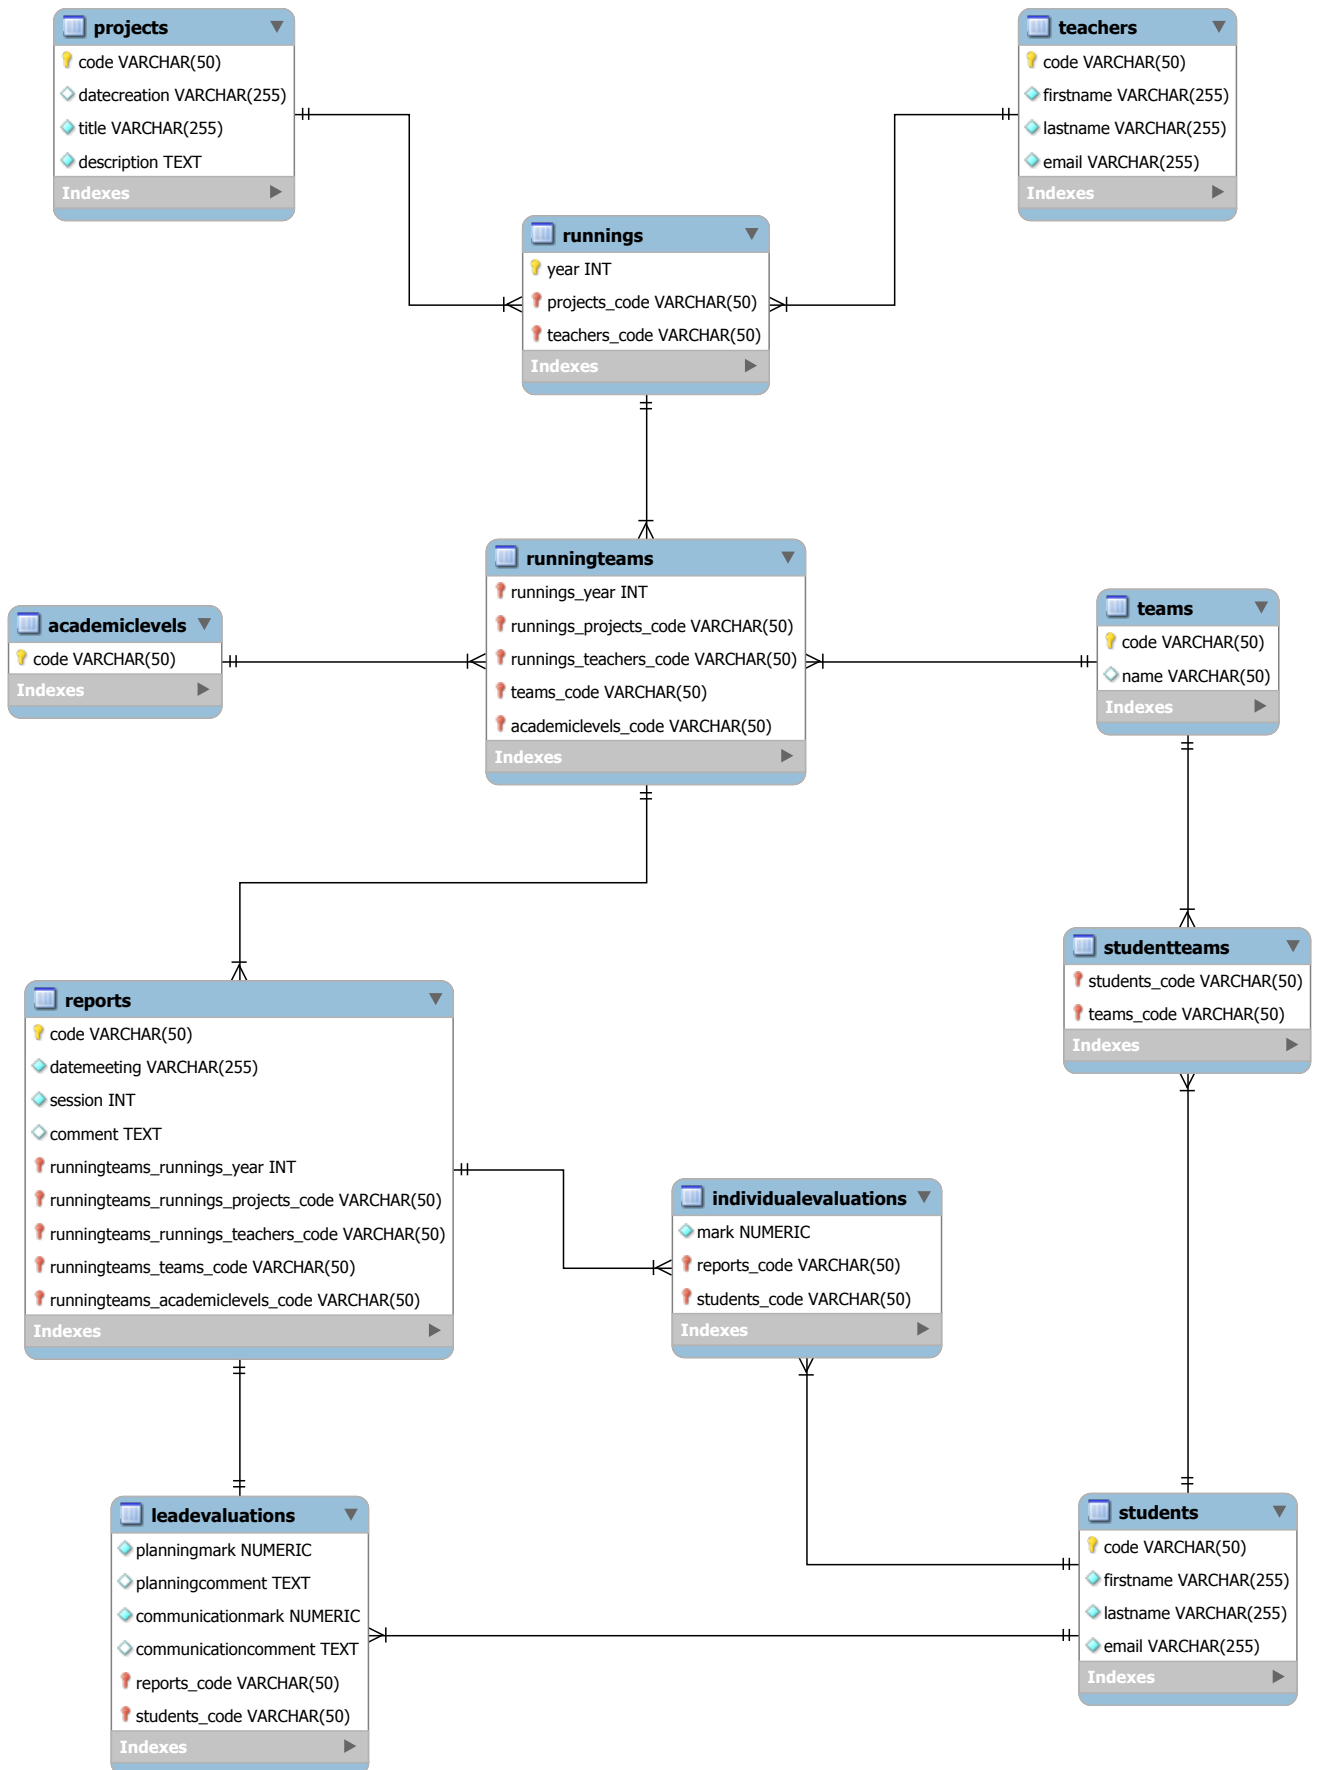 projects
code VARCHAR(50)
datecreation VARCHAR(255)
title VARCHAR(255)
description TEXT
Indexes
teachers
code VARCHAR(50)
firstname VARCHAR(255)
lastname VARCHAR(255)
email VARCHAR(255)
Indexes
runnings
year INT
projects_code VARCHAR(50)
teachers_code VARCHAR(50)
Indexes
runningteams
runnings_year INT
runnings_projects_code VARCHAR(50)
runnings_teachers_code VARCHAR(50)
teams_code VARCHAR(50)
academiclevels_code VARCHAR(50)
Indexes
academiclevels
code VARCHAR(50)
Indexes
teams
code VARCHAR(50)
name VARCHAR(50)
Indexes
studentteams
students_code VARCHAR(50)
teams_code VARCHAR(50)
Indexes
reports
code VARCHAR(50)
datemeeting VARCHAR(255)
session INT
comment TEXT
runningteams_runnings_year INT
runningteams_runnings_projects_code VARCHAR(50)
runningteams_runnings_teachers_code VARCHAR(50)
runningteams_teams_code VARCHAR(50)
runningteams_academiclevels_code VARCHAR(50)
Indexes
individualevaluations
mark NUMERIC
reports_code VARCHAR(50)
students_code VARCHAR(50)
Indexes
leadevaluations
planningmark NUMERIC
planningcomment TEXT
communicationmark NUMERIC
communicationcomment TEXT
reports_code VARCHAR(50)
students_code VARCHAR(50)
Indexes
students
code VARCHAR(50)
firstname VARCHAR(255)
lastname VARCHAR(255)
email VARCHAR(255)
Indexes